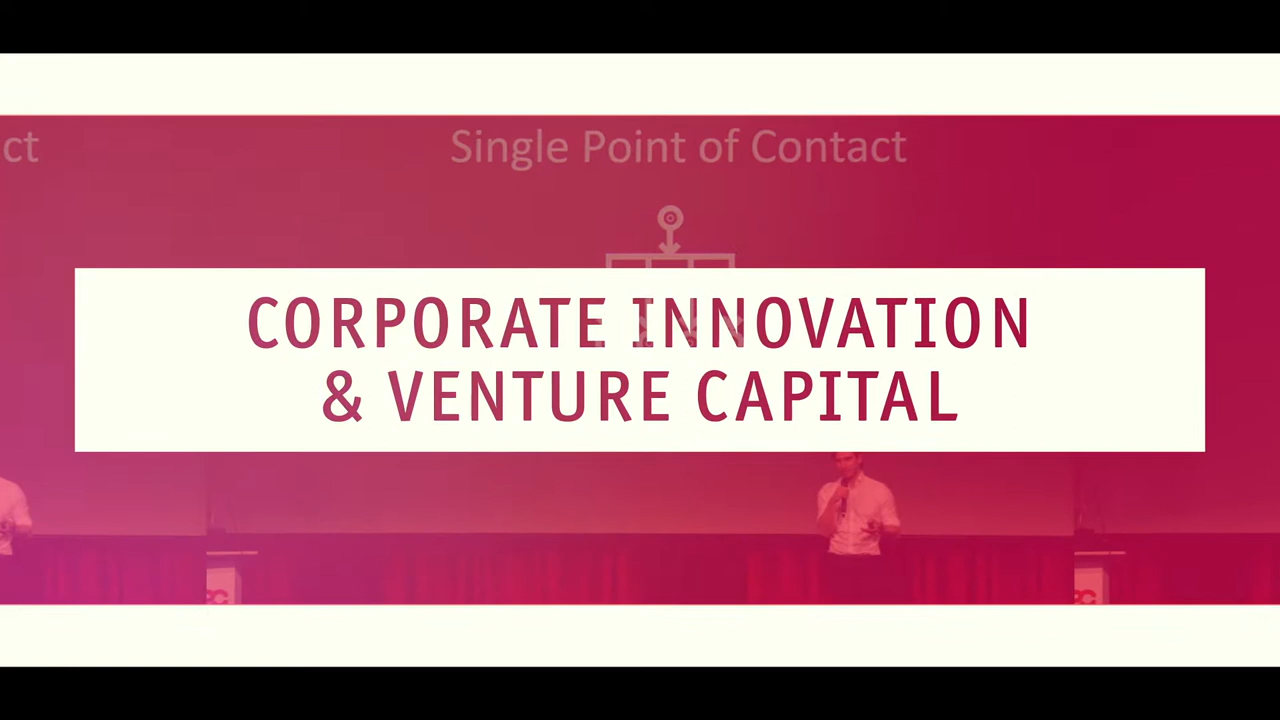 ct
Single Point of Contact
CORPORATE INNOVATION
& VENTURE CAPITAL